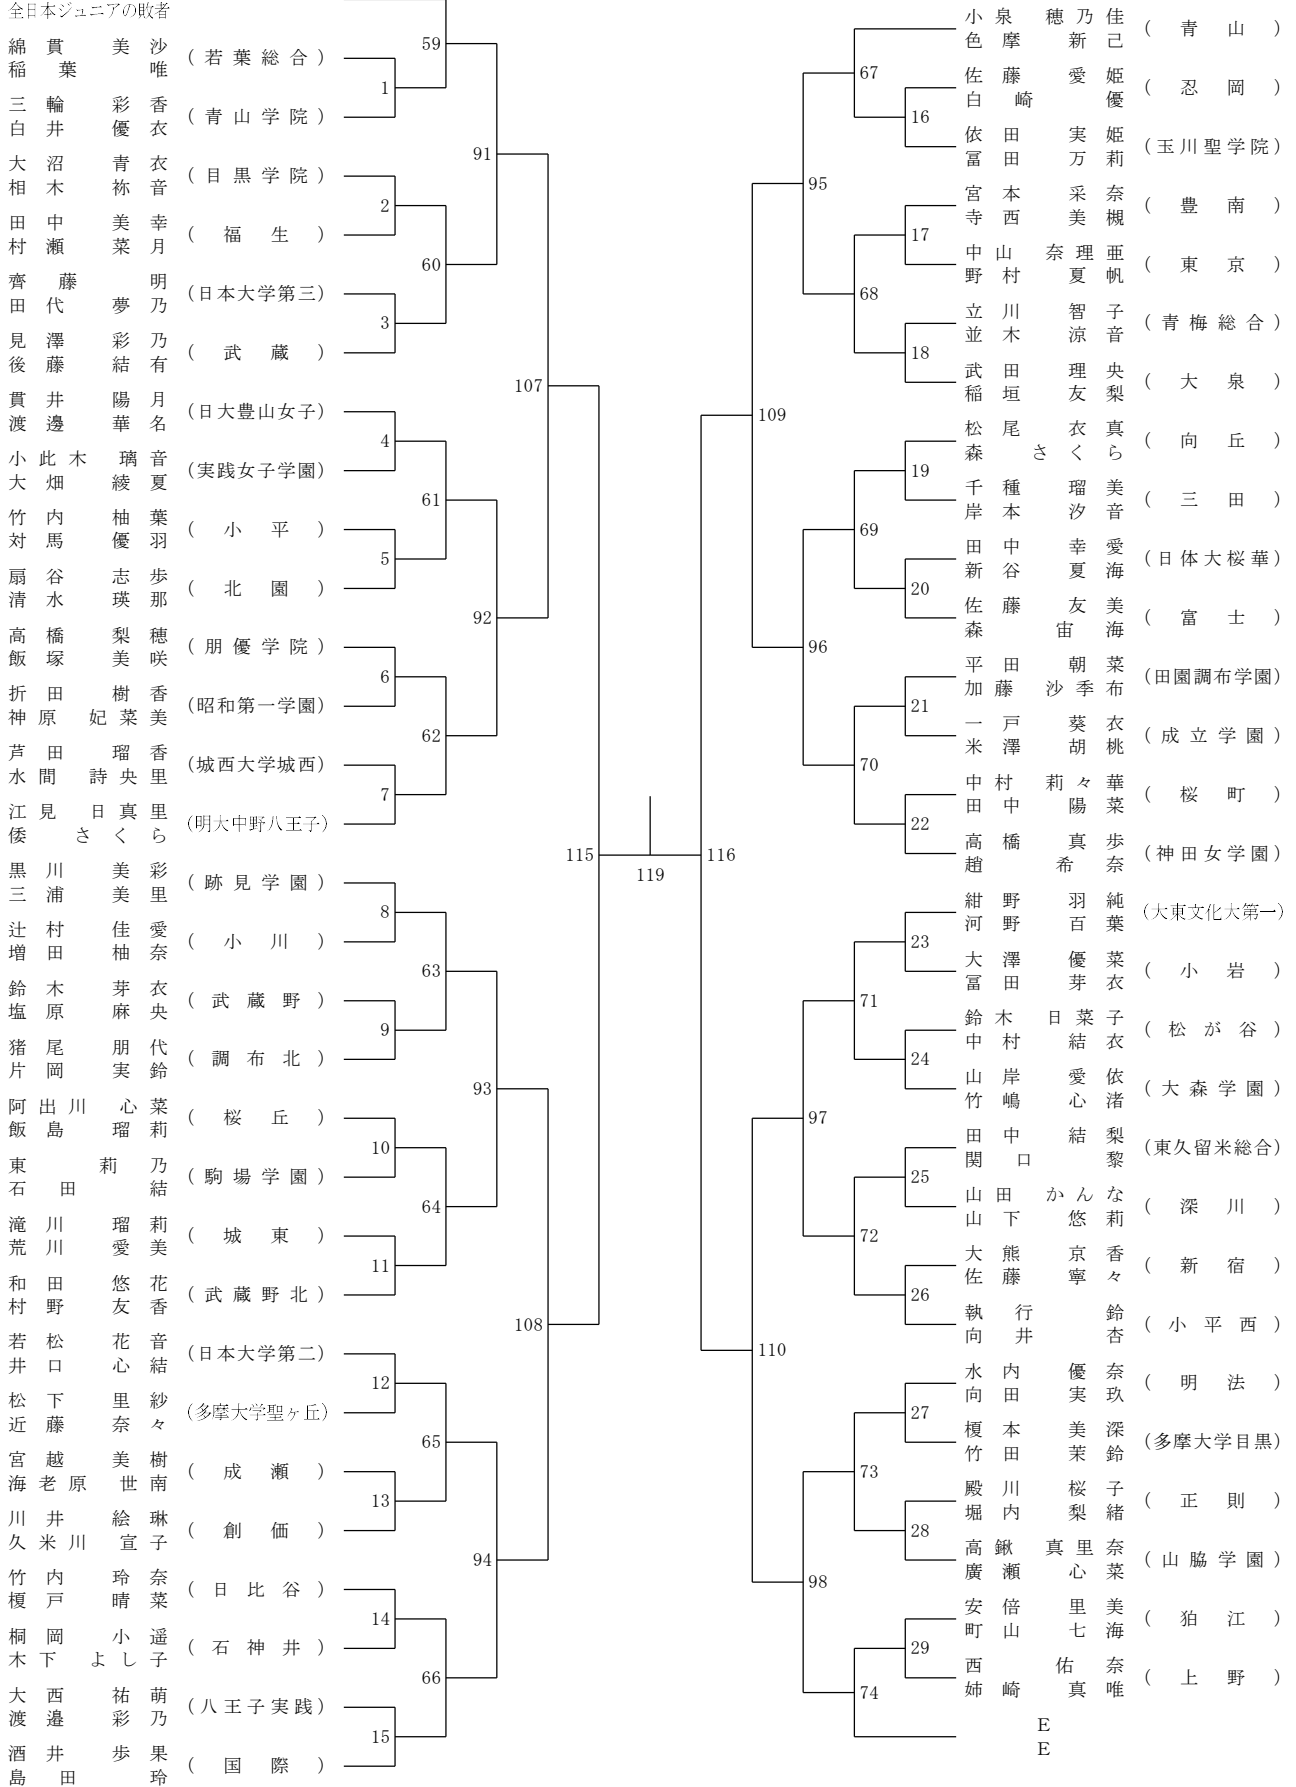 全日本ジュニアの敗者
綿貫 美沙
稲葉 唯
(若葉総合)
三輪 彩香
白井 優衣
(青山学院)
大沼 青衣
相木 祢音
(目黒学院)
田中 美幸
村瀬 菜月
(福生)
齊藤 明
田代 夢乃
(日本大学第三)
見澤 彩乃
後藤 結有
(武蔵)
貫井 陽月
渡邊 華名
(日大豊山女子)
小此木 璃音
大畑 綾夏
(実践女子学園)
竹内 柚葉
対馬 優羽
(小平)
扇谷 志歩
清水 瑛那
(北園)
高橋 梨穂
飯塚 美咲
(朋優学院)
折田 樹香
神原 妃菜美
(昭和第一学園)
芦田 瑠香
水間 詩央里
(城西大学城西)
江見 日真里
倭 さくら
(明大中野八王子)
黒川 美彩
三浦 美里
(跡見学園)
辻村 佳愛
増田 柚奈
(小川)
鈴木 芽衣
塩原 麻央
(武蔵野)
猪尾 朋代
片岡 実鈴
(調布北)
阿出川 心菜
飯島 瑠莉
(桜丘)
東 莉乃
石田 結
(駒場学園)
滝川 瑠莉
荒川 愛美
(城東)
和田 悠花
村野 友香
(武蔵野北)
若松 花音
井口 心結
(日本大学第二)
松下 里紗
近藤 奈々
(多摩大学聖ヶ丘)
宮越 美樹
海老原 世南
(成瀬)
川井 絵琳
久米川 宣子
(創価)
竹内 玲奈
榎戸 晴菜
(日比谷)
桐岡 小遥
木下 よし子
(石神井)
大西 祐萌
渡邉 彩乃
(八王子実践)
酒井 歩果
島田 玲
(国際)
1
2
3
4
5
6
7
8
9
10
11
12
13
14
15
59
60
61
62
63
64
65
66
91
92
93
94
107
108
115
119
116
109
110
95
96
97
98
67
68
69
70
71
72
73
74
16
17
18
19
20
21
22
23
24
25
26
27
28
29
小泉 穂乃佳
色摩 新己
(青山)
佐藤 愛姫
白崎 優
(忍岡)
依田 実姫
冨田 万莉
(玉川聖学院)
宮本 采奈
寺西 美槻
(豊南)
中山 奈理亜
野村 夏帆
(東京)
立川 智子
並木 涼音
(青梅総合)
武田 理央
稲垣 友梨
(大泉)
松尾 衣真
森 さくら
(向丘)
千種 瑠美
岸本 汐音
(三田)
田中 幸愛
新谷 夏海
(日体大桜華)
佐藤 友美
森 宙海
(富士)
平田 朝菜
加藤 沙季布
(田園調布学園)
一戸 葵衣
米澤 胡桃
(成立学園)
中村 莉々華
田中 陽菜
(桜町)
高橋 真歩
趙 希奈
(神田女学園)
紺野 羽純
河野 百葉
(大東文化大第一)
大澤 優菜
冨田 芽衣
(小岩)
鈴木 日菜子
中村 結衣
(松が谷)
山岸 愛依
竹嶋 心渚
(大森学園)
田中 結梨
関口 黎
(東久留米総合)
山田 かんな
山下 悠莉
(深川)
大熊 京香
佐藤 寧々
(新宿)
執行 鈴
向井 杏
(小平西)
水内 優奈
向田 実玖
(明法)
榎本 美深
竹田 茉鈴
(多摩大学目黒)
殿川 桜子
堀内 梨緒
(正則)
高鍬 真里奈
廣瀬 心菜
(山脇学園)
安倍 里美
町山 七海
(狛江)
西 佑奈
姉崎 真唯
(上野)
E
E